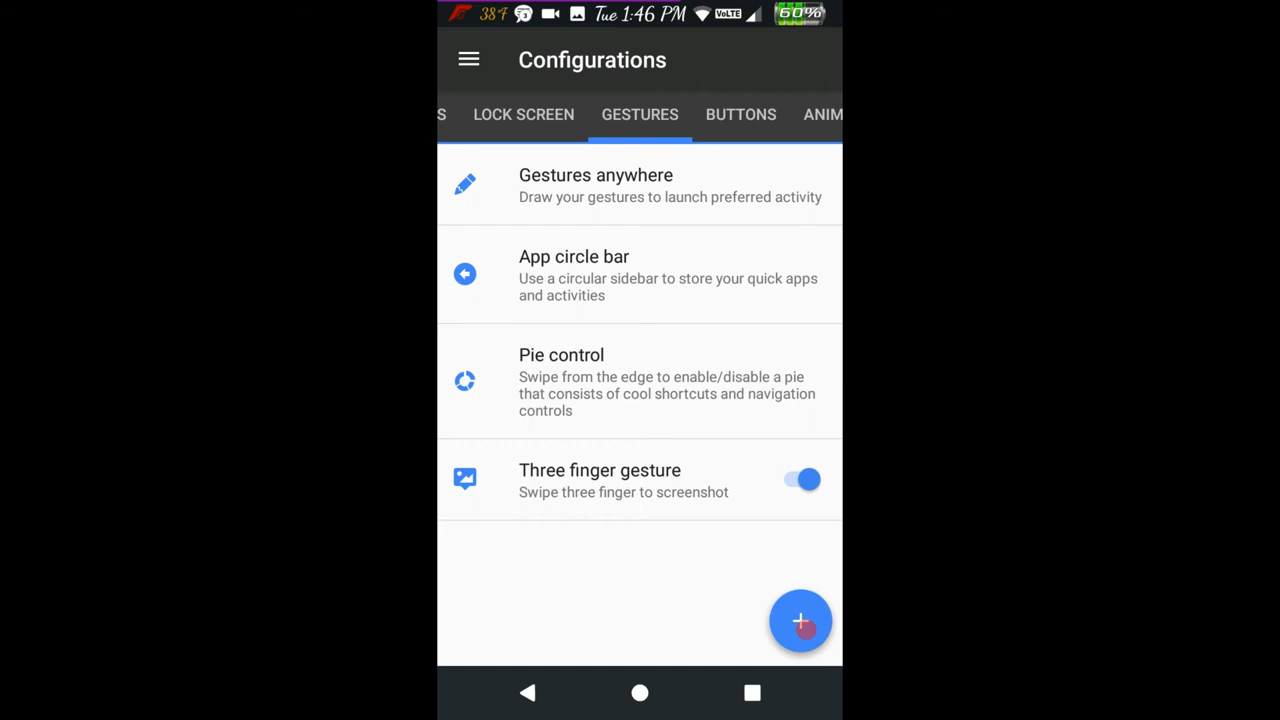 38°F Tue 1:46 PM VoLTE 60%
Configurations
S LOCK SCREEN GESTURES BUTTONS ANIM
Gestures anywhere
Draw your gestures to launch preferred activity
App circle bar
Use a circular sidebar to store your quick apps
and activities
Pie control
Swipe from the edge to enable/disable a pie
that consists of cool shortcuts and navigation
controls
Three finger gesture
Swipe three finger to screenshot